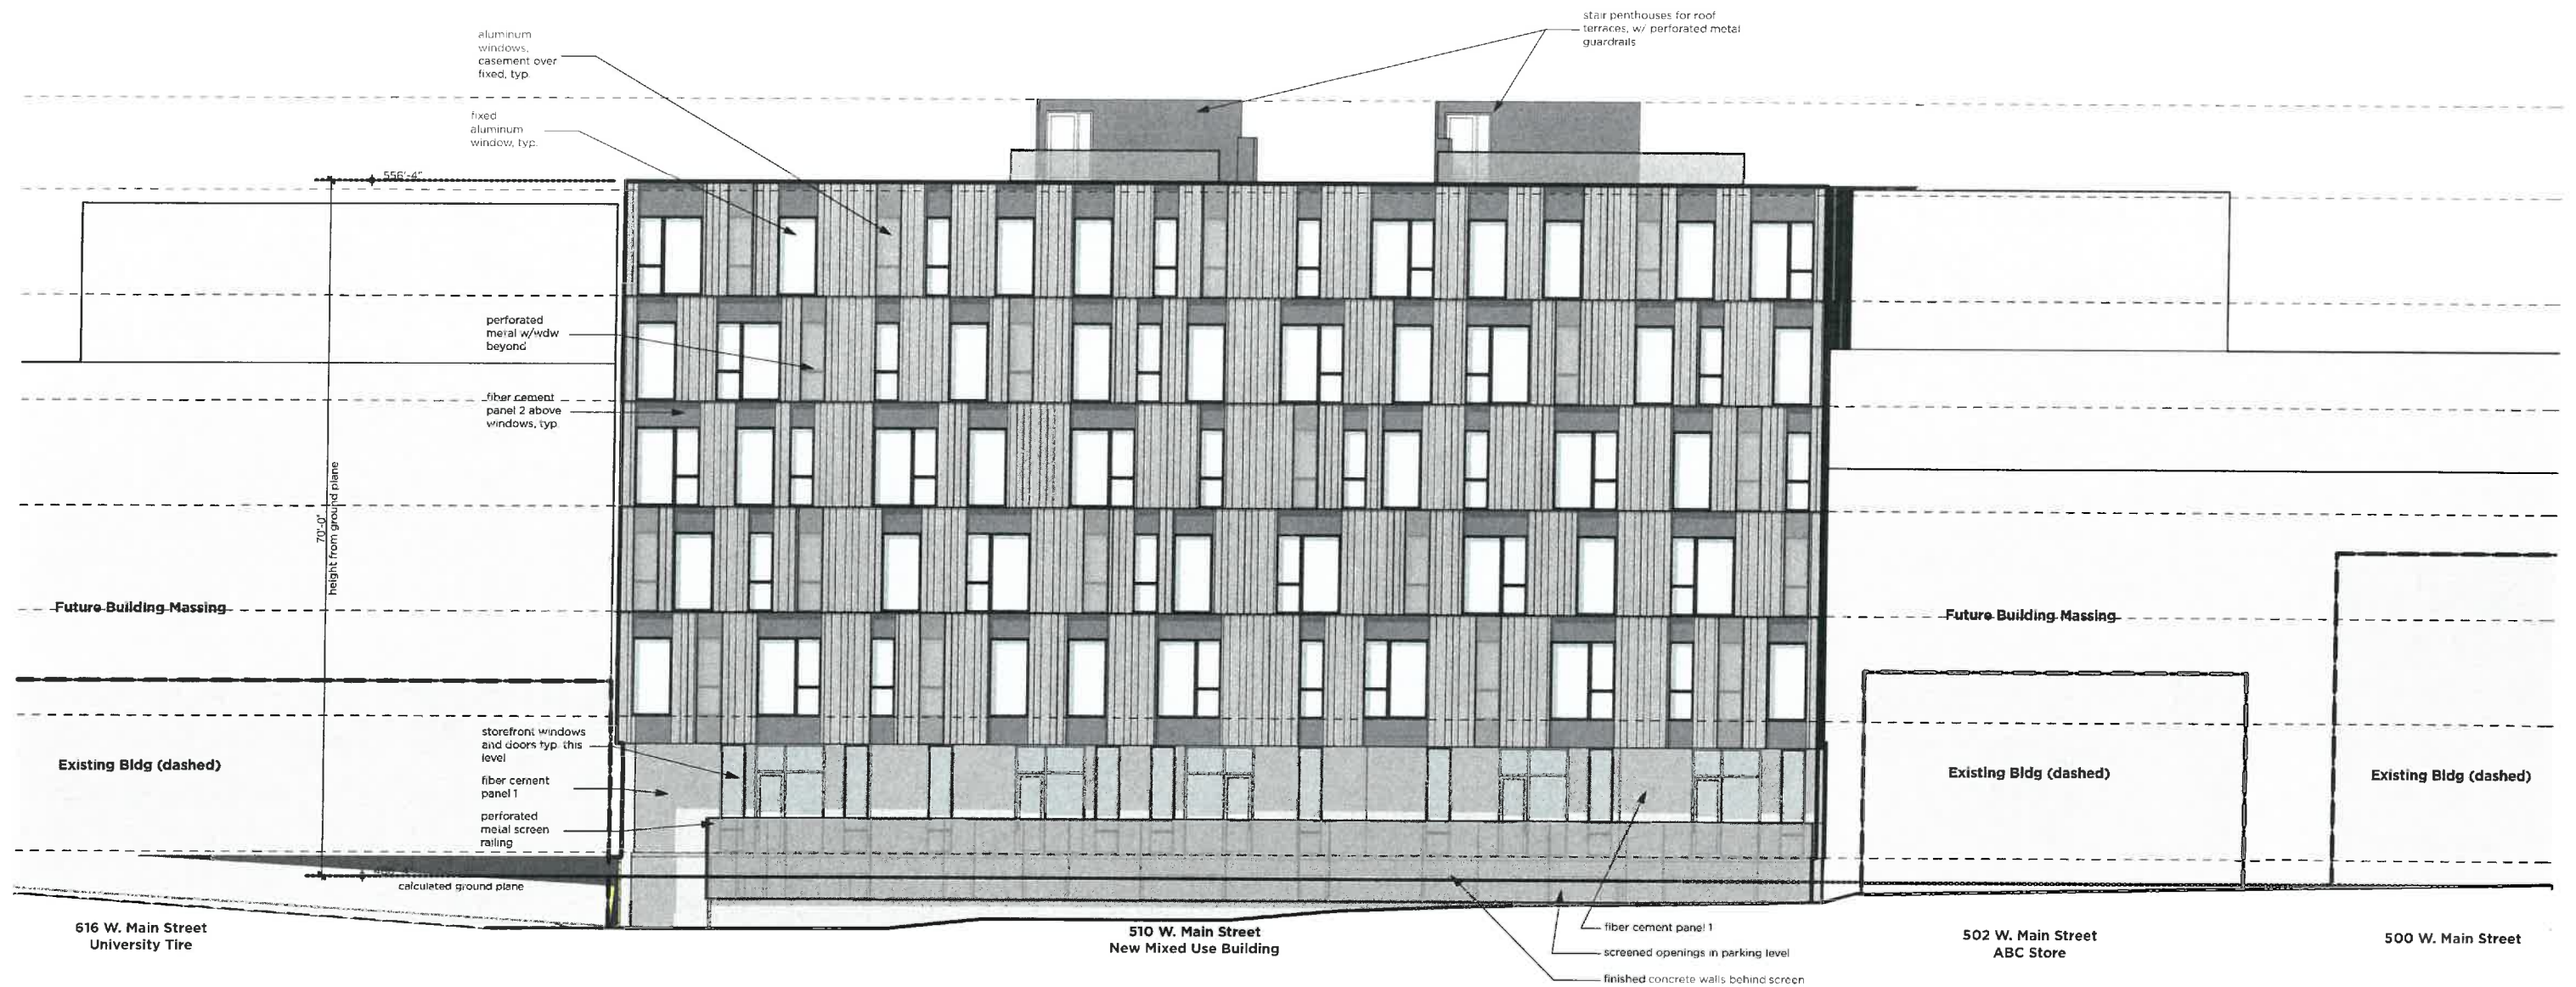 stair penthouses for roof
terraces, w/ perforated metal
guardrails
aluminum
windows,
casement over
fixed, typ.
fixed
aluminum
window, typ.
556'-4"
perforated
metal w/wdw
beyond
fiber cement
panel 2 above
windows, typ.
70'-0"
height from ground plane
Future Building Massing
Future Building Massing
storefront windows
and doors typ. this
level
Existing Bldg (dashed)
Existing Bldg (dashed)
Existing Bldg (dashed)
fiber cement
panel 1
perforated
metal screen
railing
calculated ground plane
616 W. Main Street
University Tire
510 W. Main Street
New Mixed Use Building
fiber cement panel 1
screened openings in parking level
finished concrete walls behind screen
502 W. Main Street
ABC Store
500 W. Main Street